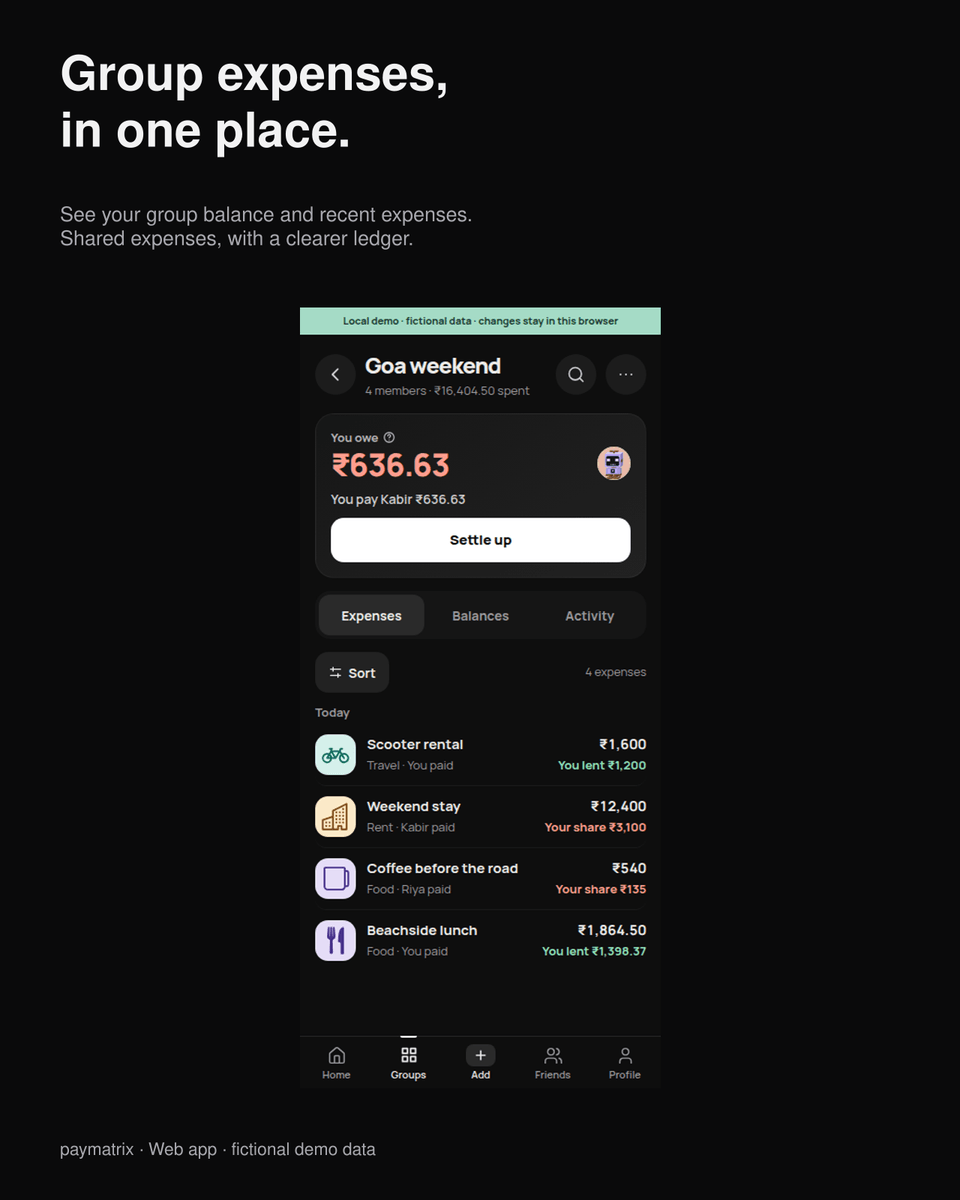 Group expenses,
in one place.
See your group balance and recent expenses.
Shared expenses, with a clearer ledger.
Local demo · fictional data · changes stay in this browser
Goa weekend
4 members · ₹16,404.50 spent
You owe
₹636.63
You pay Kabir ₹636.63
Settle up
Expenses Balances Activity
Sort 4 expenses
Today
Scooter rental ₹1,600
Travel · You paid You lent ₹1,200
Weekend stay ₹12,400
Rent · Kabir paid Your share ₹3,100
Coffee before the road ₹540
Food · Riya paid Your share ₹135
Beachside lunch ₹1,864.50
Food · You paid You lent ₹1,398.37
Home Groups Add Friends Profile
paymatrix · Web app · fictional demo data